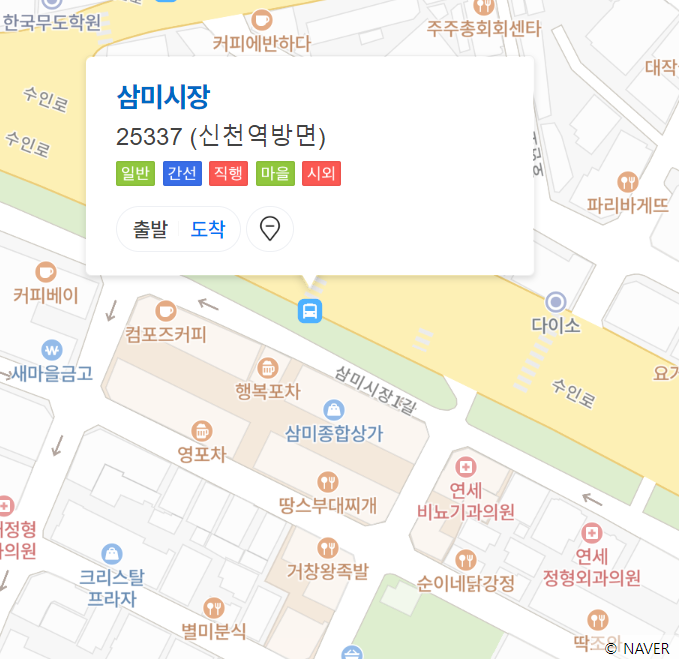 한국무도학원
커피에반하다
주주총회회센타
수인로
수인로
삼미시장
25337 (신천역방면)
일반 간선 직행 마을 시외
출발 도착
파리바게뜨
커피베이
컴포즈커피
다이소
새마을금고
행복포차
삼미시장1길
수인로
삼미종합상가
영포차
땅스부대찌개
연세
비뇨기과의원
크리스탈
프라자
거창왕족발
순이네닭강정
연세
정형외과의원
별미분식
© NAVER